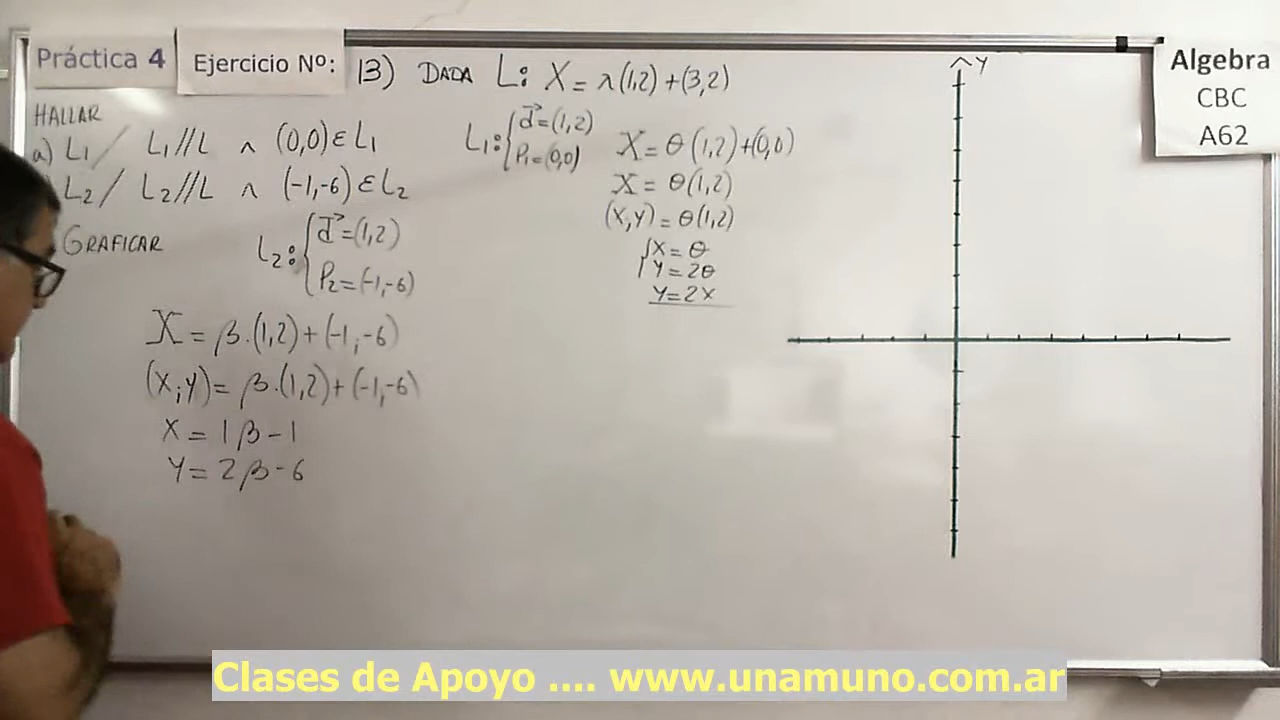 Práctica 4
Ejercicio Nº:
13) DADA L: X = λ(1,2) + (3,2)
Algebra
CBC
A62
HALLAR
a) L₁ / L₁//L ∧ (0,0) ∈ L₁
L₂ / L₂//L ∧ (-1,-6) ∈ L₂
GRAFICAR
L₁: { d⃗ = (1,2)
P₁ = (0,0)
X = θ(1,2) + (0,0)
X = θ(1,2)
(X,Y) = θ(1,2)
{ X = θ
Y = 2θ
Y = 2X
L₂: { d⃗ = (1,2)
P₂ = (-1,-6)
X = β.(1,2) + (-1,-6)
(X;Y) = β.(1,2) + (-1,-6)
X = 1β - 1
Y = 2β - 6
Y
Clases de Apoyo .... www.unamuno.com.ar